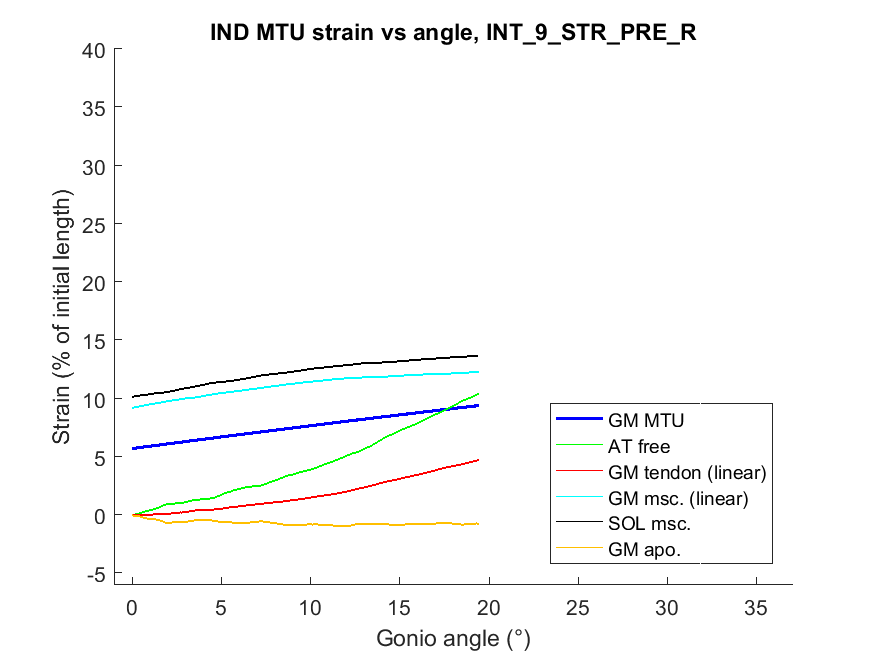 IND MTU strain vs angle, INT_9_STR_PRE_R
40
35
30
25
20
15
10
5
0
-5
Strain (% of initial length)
0 5 10 15 20 25 30 35
Gonio angle (°)
GM MTU
AT free
GM tendon (linear)
GM msc. (linear)
SOL msc.
GM apo.